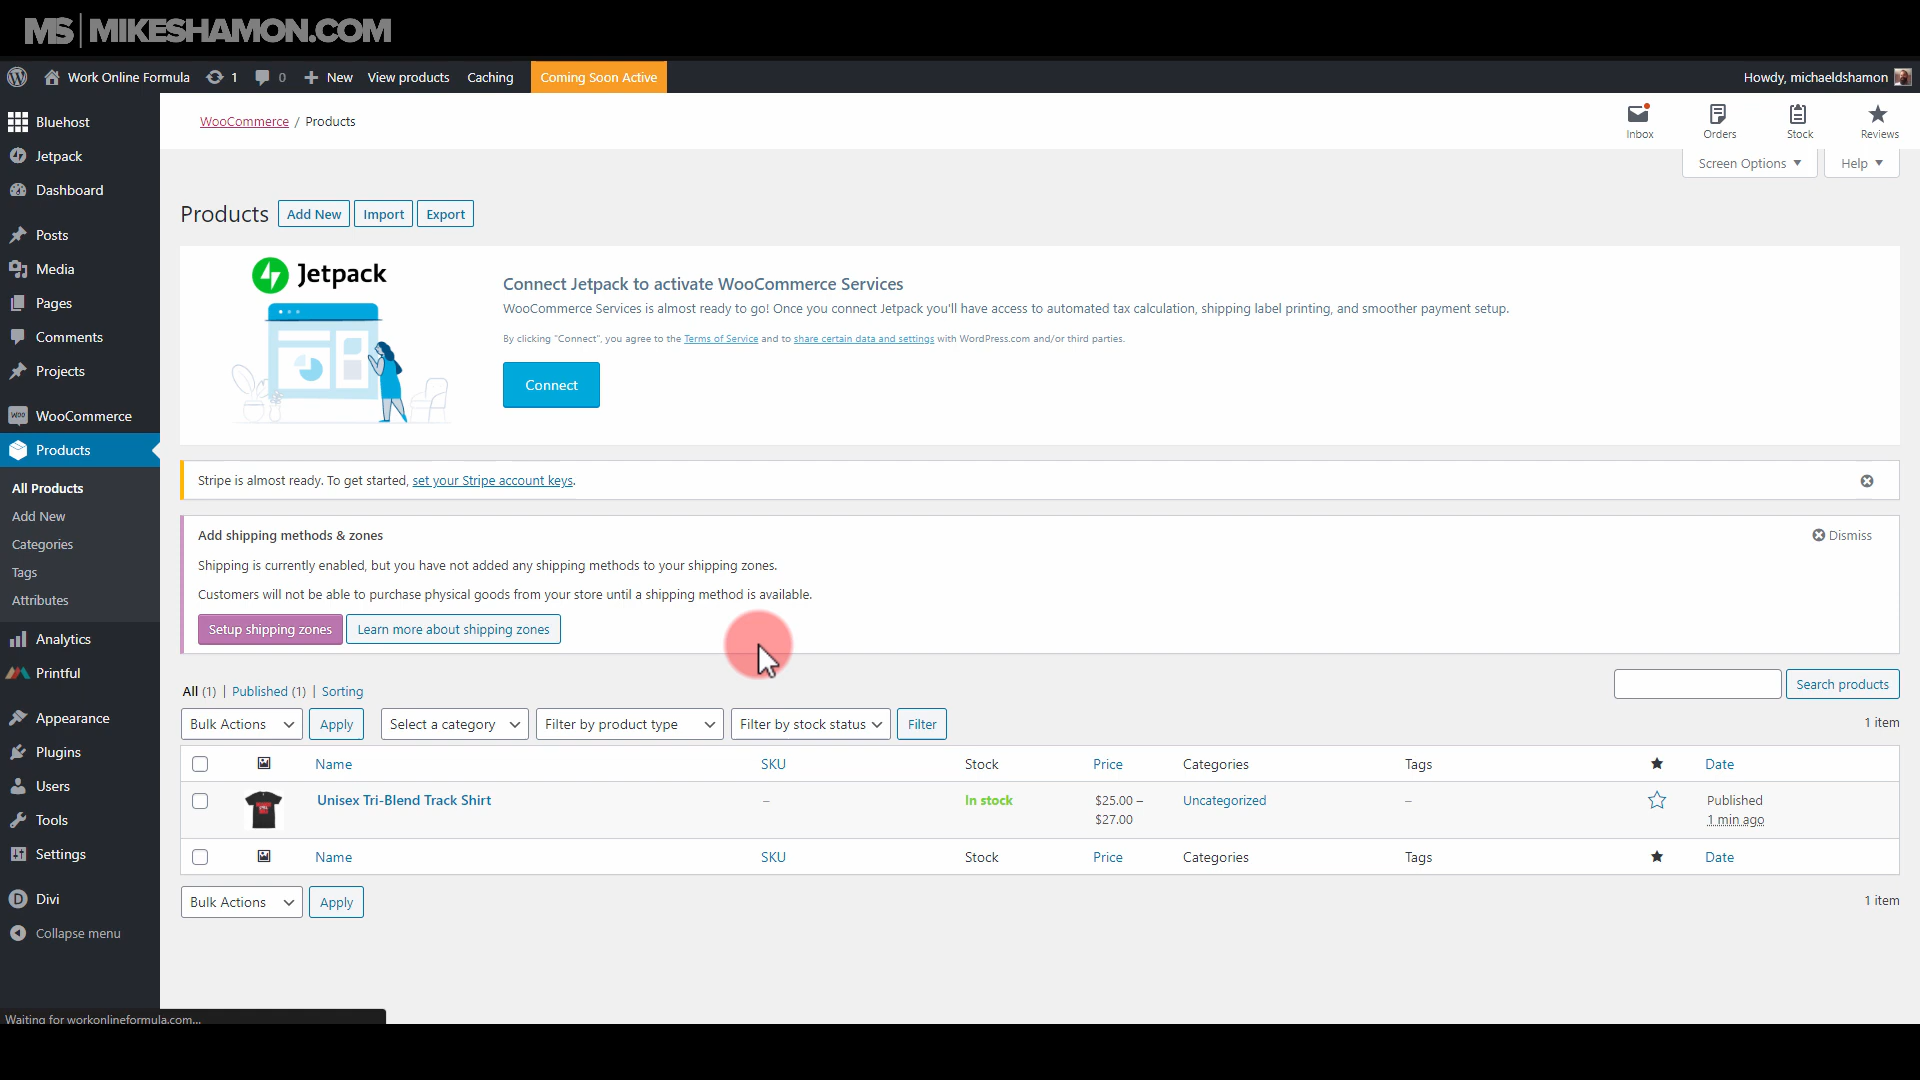 MS | MIKESHAMON.COM
Work Online Formula 1 0 New View products Caching Coming Soon Active Howdy, michaeldshamon
Bluehost
Jetpack
Dashboard
Posts
Media
Pages
Comments
Projects
WooCommerce
Products
All Products
Add New
Categories
Tags
Attributes
Analytics
Printful
Appearance
Plugins
Users
Tools
Settings
Divi
Collapse menu
Waiting for workonlineformula.com...
WooCommerce / Products
Inbox Orders Stock Reviews
Screen Options Help
Products Add New Import Export
Jetpack
Connect Jetpack to activate WooCommerce Services
WooCommerce Services is almost ready to go! Once you connect Jetpack you'll have access to automated tax calculation, shipping label printing, and smoother payment setup.
By clicking "Connect", you agree to the Terms of Service and to share certain data and settings with WordPress.com and/or third parties.
Connect
Stripe is almost ready. To get started, set your Stripe account keys.
Add shipping methods & zones Dismiss
Shipping is currently enabled, but you have not added any shipping methods to your shipping zones.
Customers will not be able to purchase physical goods from your store until a shipping method is available.
Setup shipping zones Learn more about shipping zones
Search products
All (1) | Published (1) | Sorting
Bulk Actions Apply Select a category Filter by product type Filter by stock status Filter 1 item
Name SKU Stock Price Categories Tags Date
Unisex Tri-Blend Track Shirt – In stock $25.00 – Uncategorized – Published
$27.00 1 min ago
Name SKU Stock Price Categories Tags Date
Bulk Actions Apply 1 item